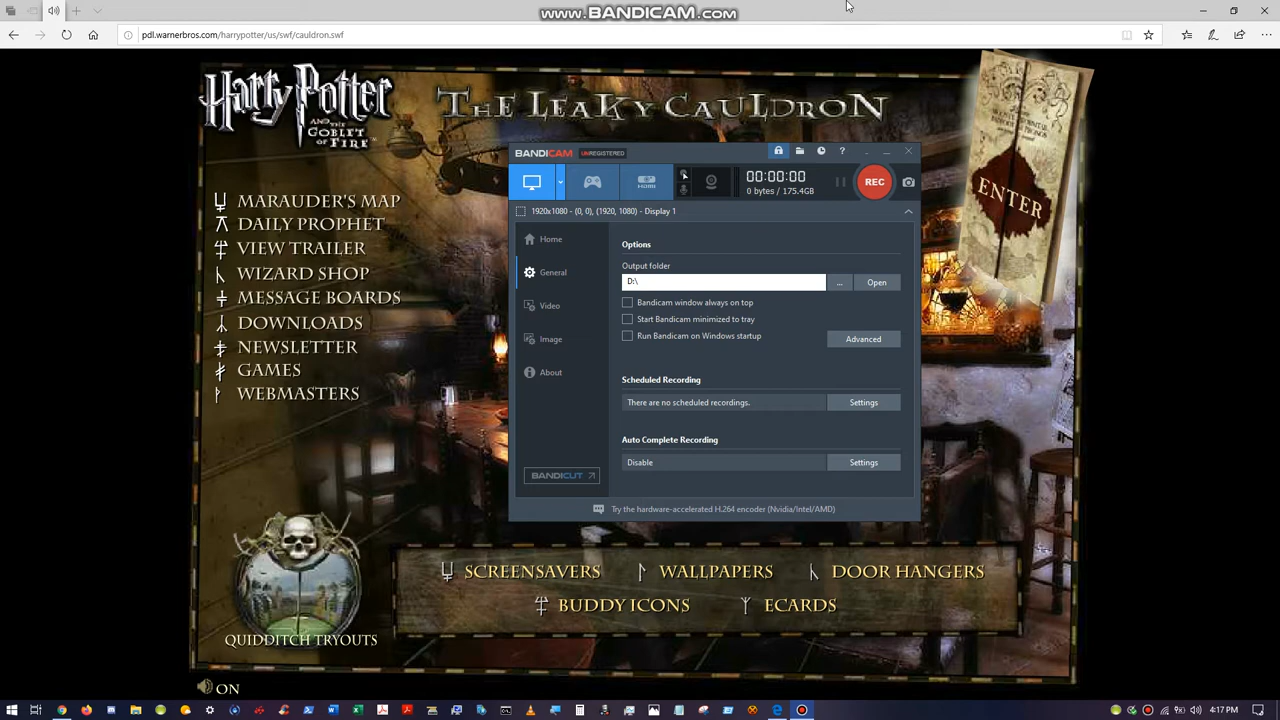 www.BANDICAM.com
pdl.warnerbros.com/harrypotter/us/swf/cauldron.swf
Harry Potter
AND THE
GOBLET
OF FIRE
THE LEAKY CAULDRON
ENTER
MARAUDER'S MAP
DAILY PROPHET
VIEW TRAILER
WIZARD SHOP
MESSAGE BOARDS
DOWNLOADS
NEWSLETTER
GAMES
WEBMASTERS
BANDICAM UNREGISTERED
HDMI
00:00:00
0 bytes / 175.4GB
REC
1920x1080 - (0, 0), (1920, 1080) - Display 1
Home
General
Video
Image
About
BANDICUT
Options
Output folder
D:\
... Open
Bandicam window always on top
Start Bandicam minimized to tray
Run Bandicam on Windows startup
Advanced
Scheduled Recording
There are no scheduled recordings. Settings
Auto Complete Recording
Disable Settings
Try the hardware-accelerated H.264 encoder (Nvidia/Intel/AMD)
SCREENSAVERS WALLPAPERS DOOR HANGERS
BUDDY ICONS ECARDS
QUIDDITCH TRYOUTS
ON
4:17 PM